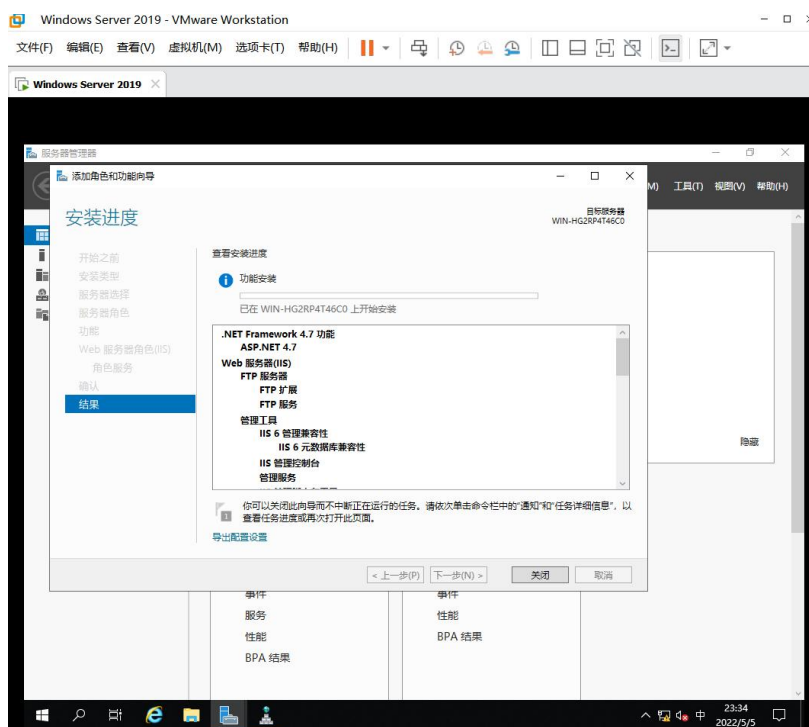 Windows Server 2019 - VMware Workstation
文件(F) 编辑(E) 查看(V) 虚拟机(M) 选项卡(T) 帮助(H)
Windows Server 2019
服务器管理器
添加角色和功能向导
M) 工具(T) 视图(V) 帮助(H)
安装进度
目标服务器
WIN-HG2RP4T46C0
开始之前
安装类型
服务器选择
服务器角色
功能
Web 服务器角色(IIS)
角色服务
确认
结果
查看安装进度
功能安装
已在 WIN-HG2RP4T46C0 上开始安装
.NET Framework 4.7 功能
ASP.NET 4.7
Web 服务器(IIS)
FTP 服务器
FTP 扩展
FTP 服务
管理工具
IIS 6 管理兼容性
IIS 6 元数据库兼容性
IIS 管理控制台
管理服务
隐藏
你可以关闭此向导而不中断正在运行的任务。请依次单击命令栏中的"通知"和"任务详细信息"，以
查看任务进度或再次打开此页面。
导出配置设置
< 上一步(P) 下一步(N) > 关闭 取消
事件 事件
服务 性能
性能 BPA 结果
BPA 结果
中 23:34
2022/5/5